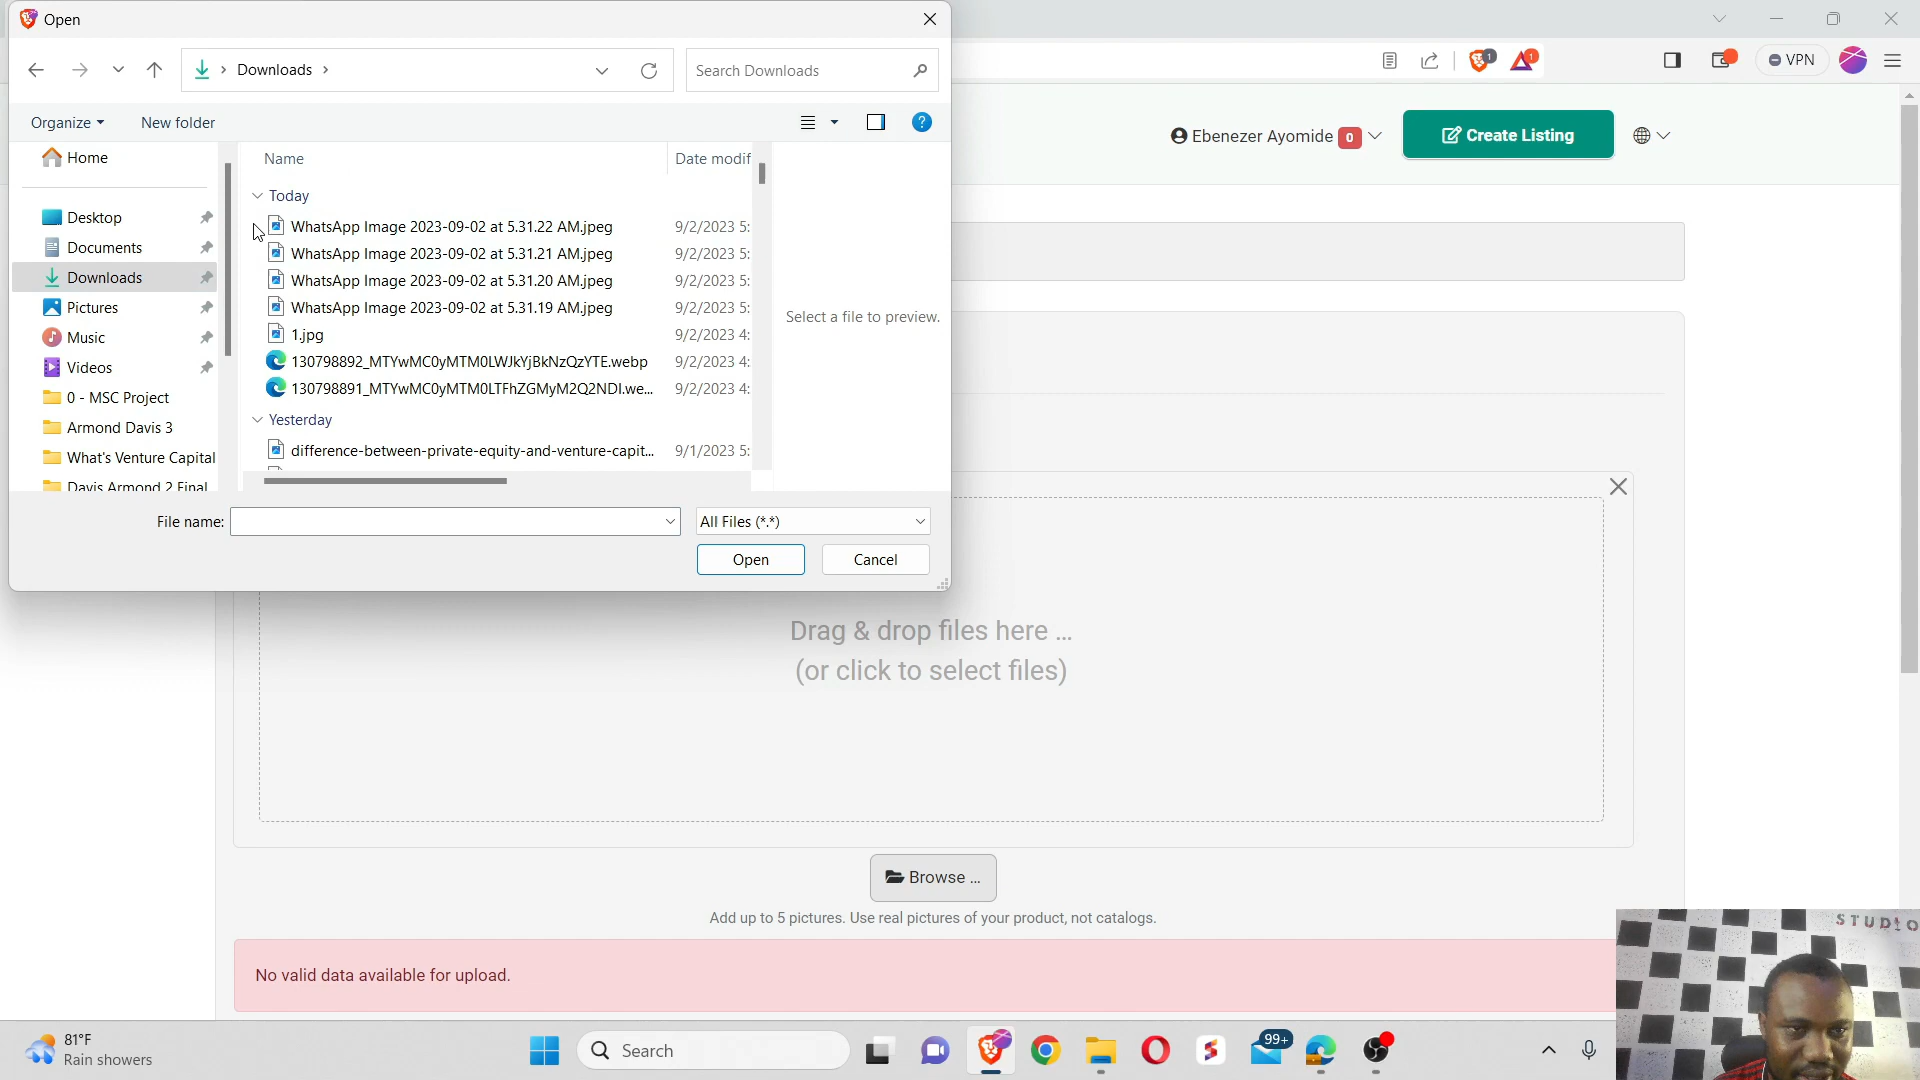 Open
Downloads
Search Downloads
1
1
VPN
Organize
New folder
?
Home
Desktop
Documents
Downloads
Pictures
Music
Videos
0 - MSC Project
Armond Davis 3
What's Venture Capital
Davis Armond 2 Final
Name
Date modif
Today
WhatsApp Image 2023-09-02 at 5.31.22 AM.jpeg 9/2/2023 5:
WhatsApp Image 2023-09-02 at 5.31.21 AM.jpeg 9/2/2023 5:
WhatsApp Image 2023-09-02 at 5.31.20 AM.jpeg 9/2/2023 5:
WhatsApp Image 2023-09-02 at 5.31.19 AM.jpeg 9/2/2023 5:
1.jpg 9/2/2023 4:
130798892_MTYwMC0yMTM0LWJkYjBkNzQzYTE.webp 9/2/2023 4:
130798891_MTYwMC0yMTM0LTFhZGMyM2Q2NDI.we... 9/2/2023 4:
Yesterday
difference-between-private-equity-and-venture-capit... 9/1/2023 5:
Select a file to preview.
File name:
All Files (*.*)
Open
Cancel
Ebenezer Ayomide 0
Create Listing
Drag & drop files here …
(or click to select files)
Browse …
Add up to 5 pictures. Use real pictures of your product, not catalogs.
No valid data available for upload.
STUDIO
81°F
Rain showers
Search
99+